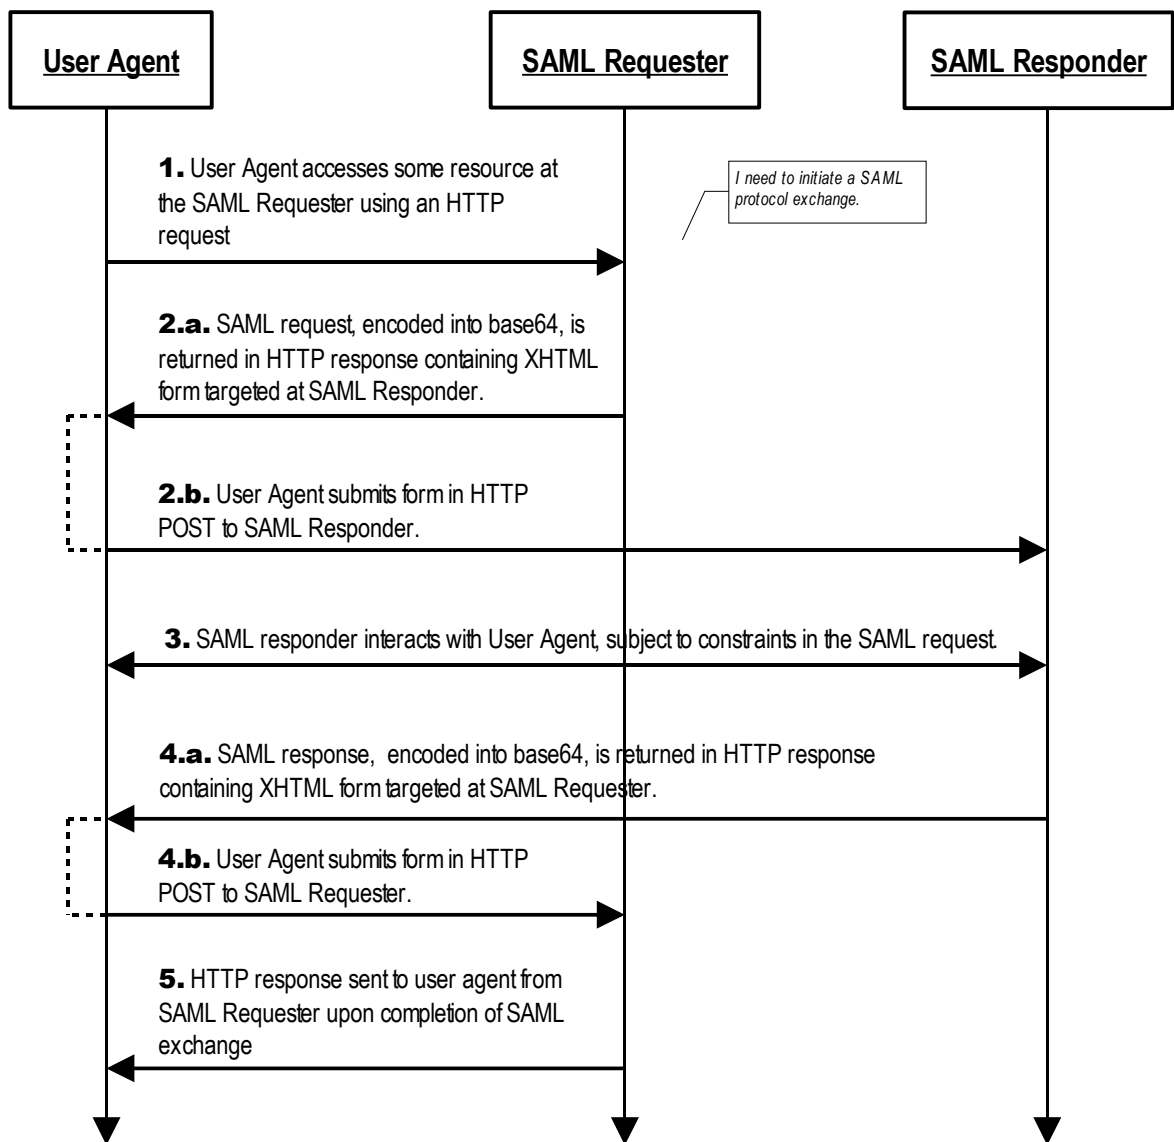 User Agent
SAML Requester
SAML Responder
1. User Agent accesses some resource at
the SAML Requester using an HTTP
request
I need to initiate a SAML
protocol exchange.
2.a. SAML request, encoded into base64, is
returned in HTTP response containing XHTML
form targeted at SAML Responder.
2.b. User Agent submits form in HTTP
POST to SAML Responder.
3. SAML responder interacts with User Agent, subject to constraints in the SAML request.
4.a. SAML response, encoded into base64, is returned in HTTP response
containing XHTML form targeted at SAML Requester.
4.b. User Agent submits form in HTTP
POST to SAML Requester.
5. HTTP response sent to user agent from
SAML Requester upon completion of SAML
exchange